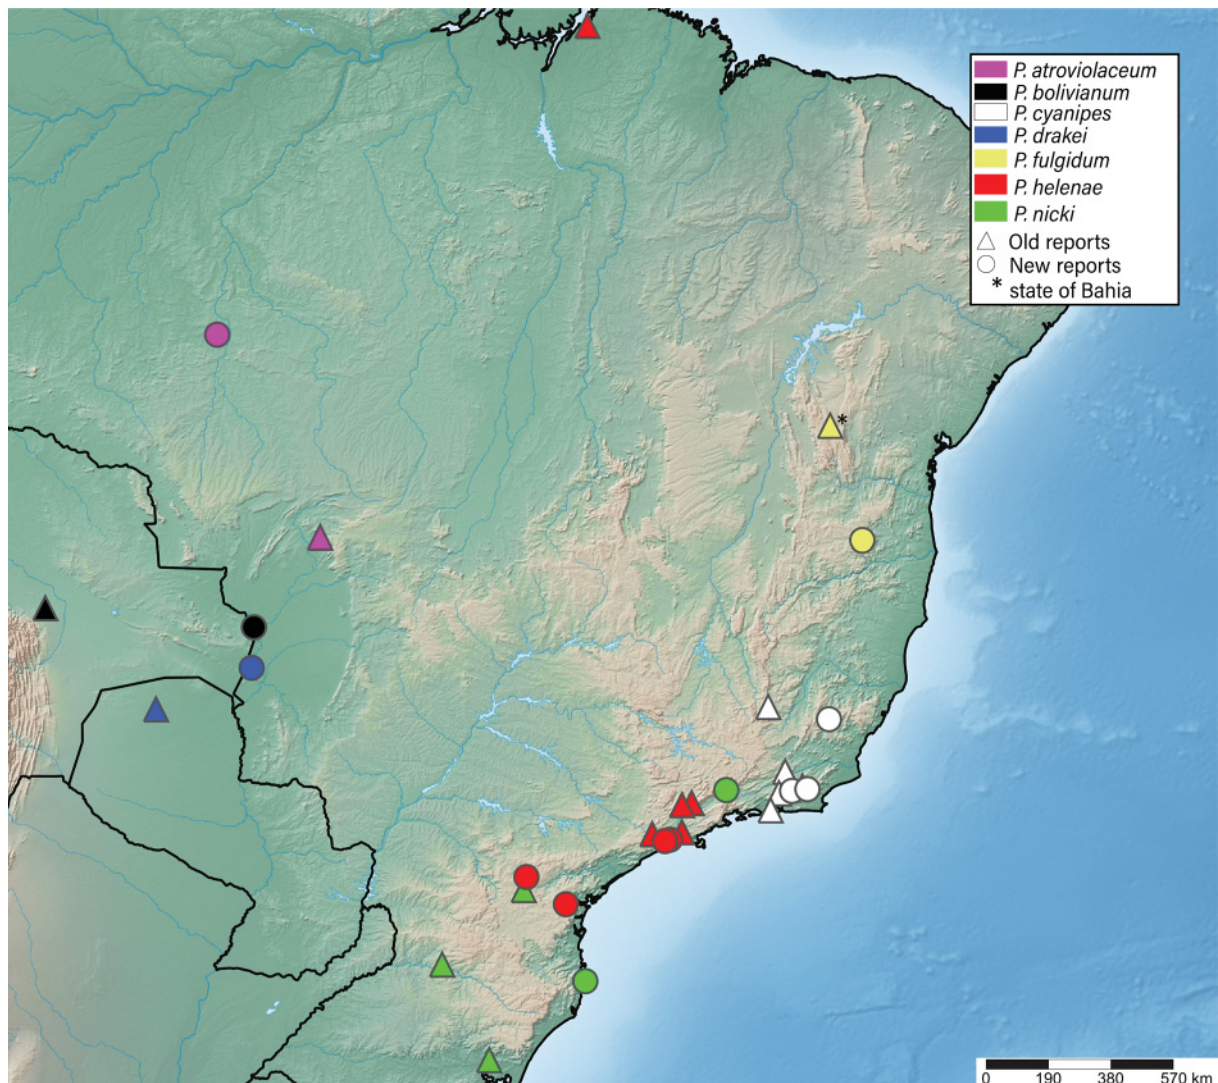 P. atroviolaceum
P. bolivianum
P. cyanipes
P. drakei
P. fulgidum
P. helenae
P. nicki
Old reports
New reports
* state of Bahia
*
0 190 380 570 km